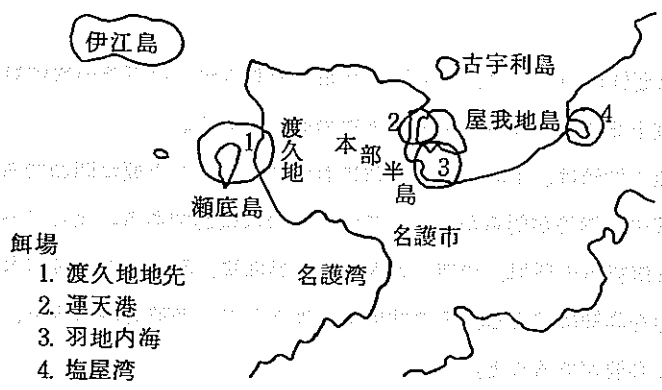 伊江島
古宇利島
渡久地
本部半島
屋我地島
1
2
3
4
瀬底島
名護市
名護湾
餌場
1. 渡久地地先
2. 運天港
3. 羽地内海
4. 塩屋湾